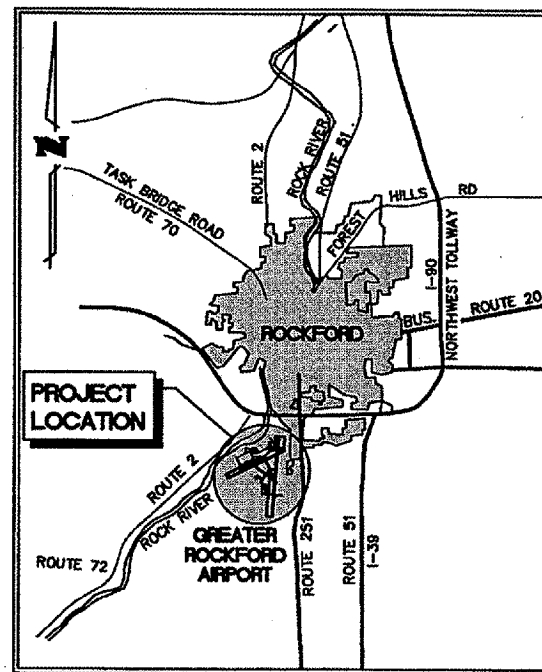 N
TASK BRIDGE ROAD
ROUTE 70
ROUTE 2
ROCK RIVER
ROUTE 51
FOREST
HILLS RD
I-90
NORTHWEST TOLLWAY
ROCKFORD
BUS. ROUTE 20
PROJECT
LOCATION
ROUTE 2
ROCK RIVER
ROUTE 72
GREATER
ROCKFORD
AIRPORT
ROUTE 251
ROUTE 51
I-39